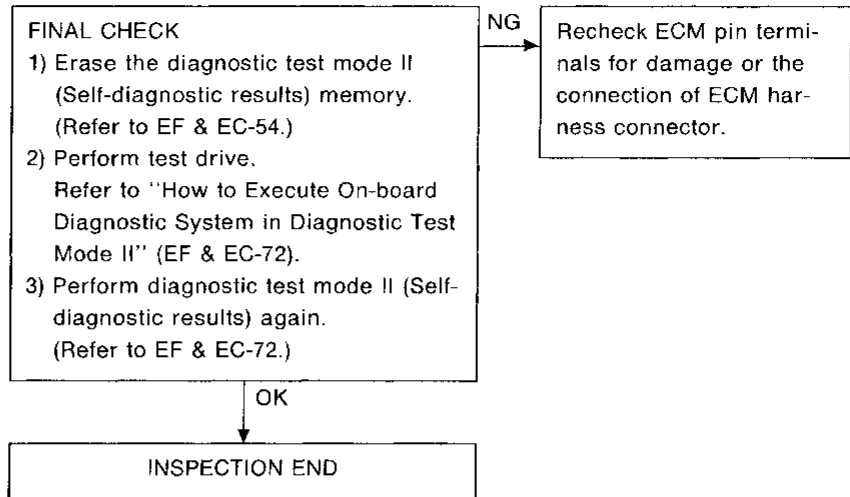 FINAL CHECK
1) Erase the diagnostic test mode II
(Self-diagnostic results) memory.
(Refer to EF & EC-54.)
2) Perform test drive.
Refer to "How to Execute On-board
Diagnostic System in Diagnostic Test
Mode II" (EF & EC-72).
3) Perform diagnostic test mode II (Self-
diagnostic results) again.
(Refer to EF & EC-72.)
NG
Recheck ECM pin termi-
nals for damage or the
connection of ECM har-
ness connector.
OK
INSPECTION END